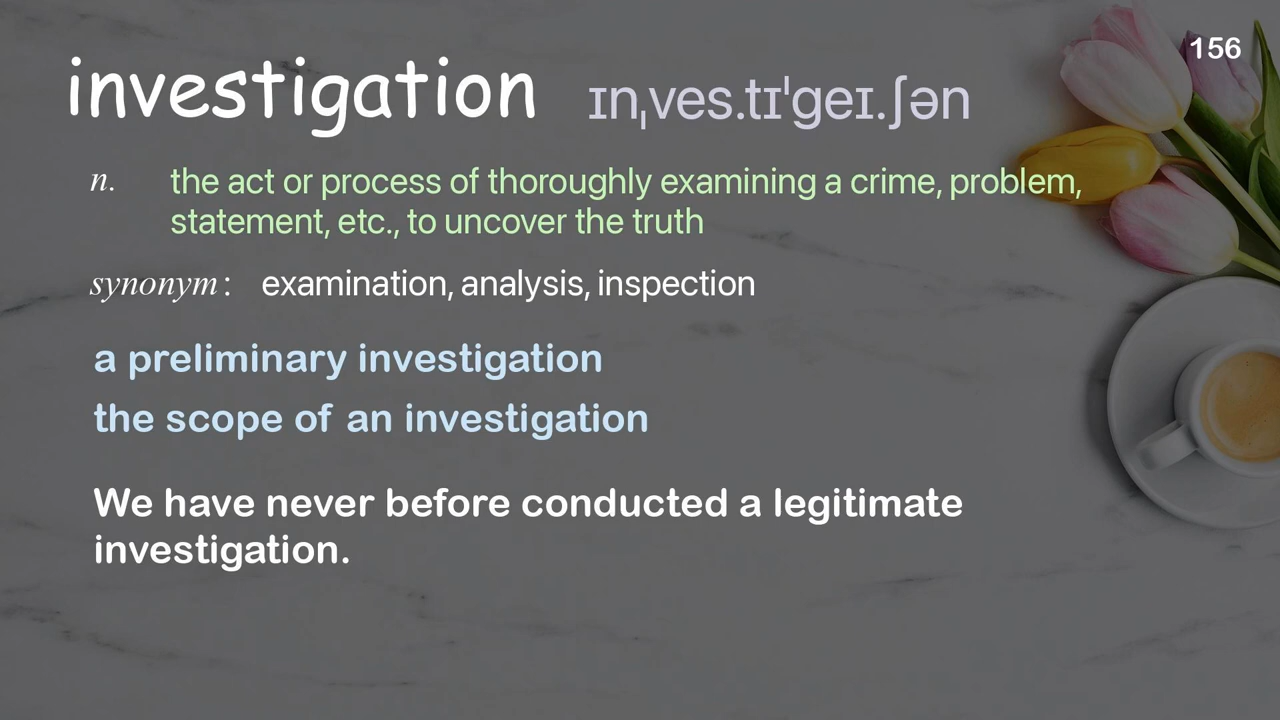 156
investigation ɪnˌves.tɪˈɡeɪ.ʃən
n. the act or process of thoroughly examining a crime, problem,
statement, etc., to uncover the truth
synonym : examination, analysis, inspection
a preliminary investigation
the scope of an investigation
We have never before conducted a legitimate
investigation.